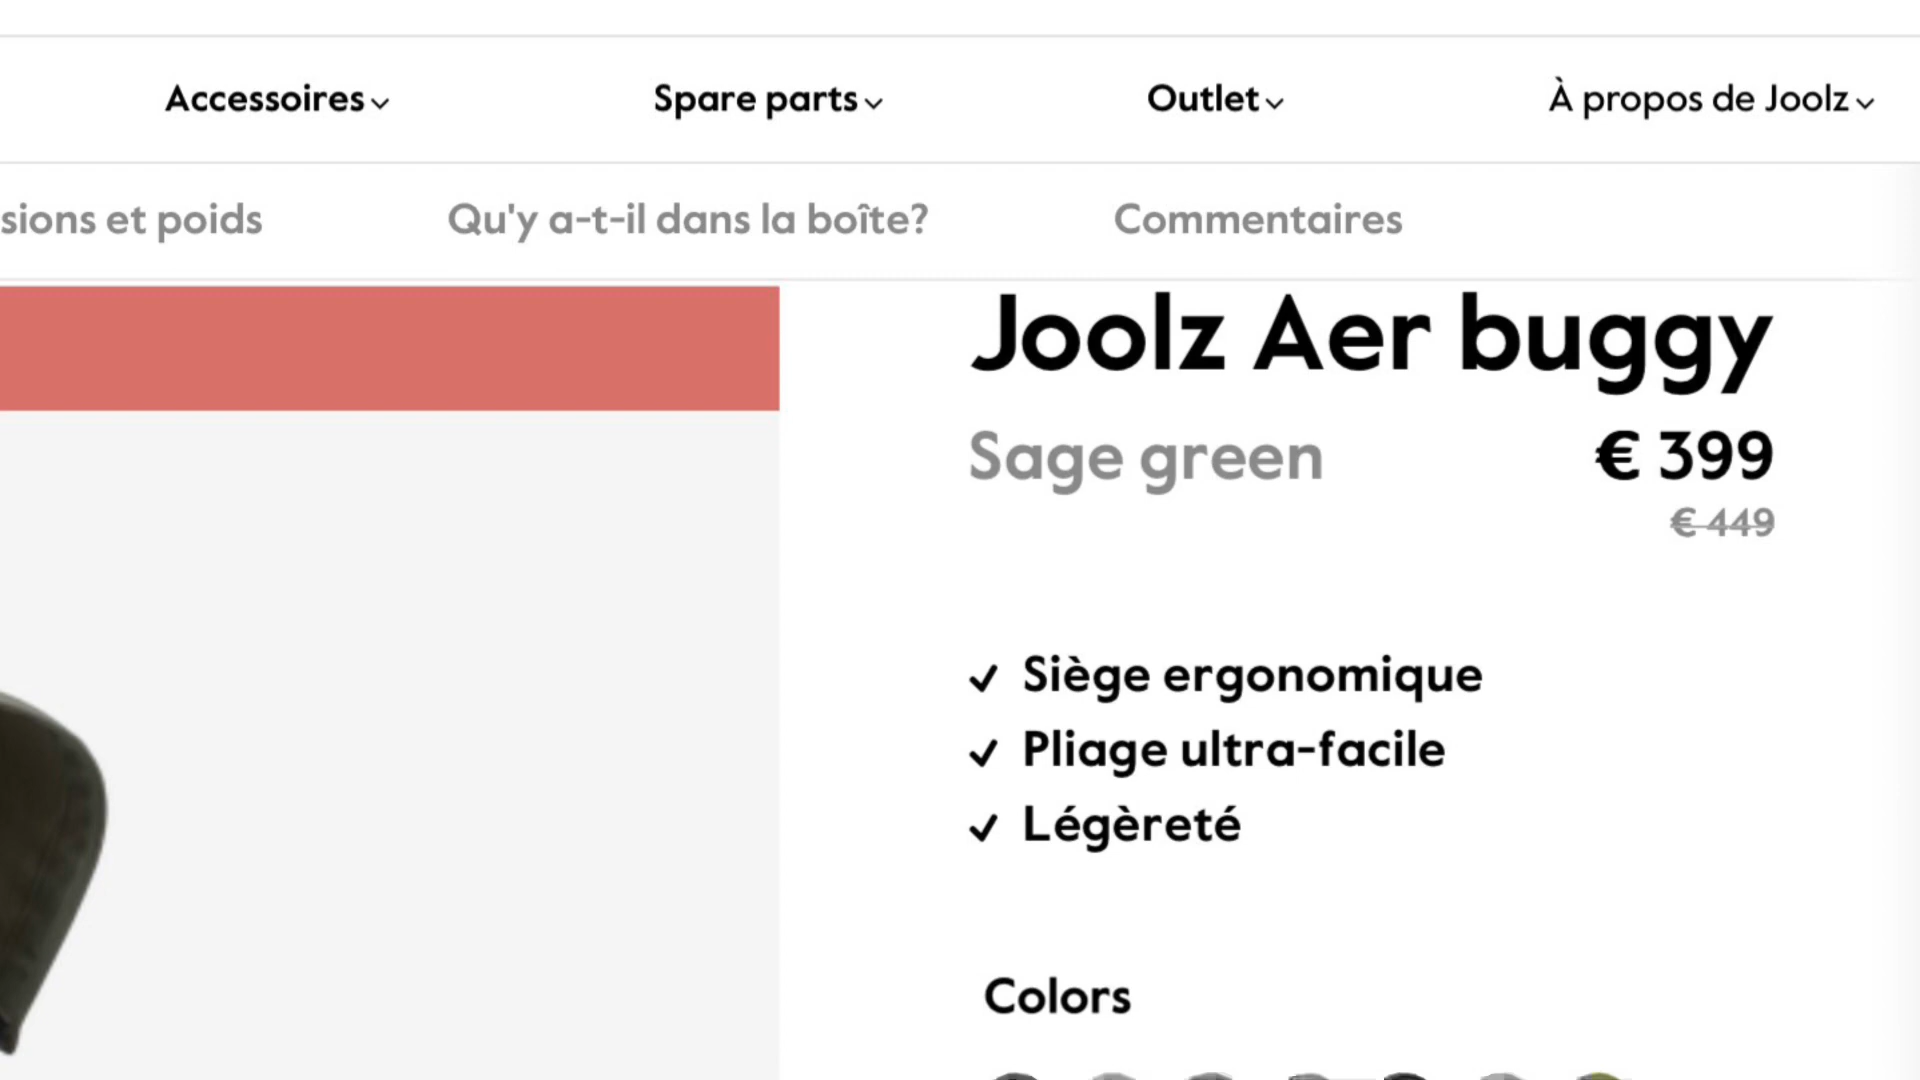 Accessoires
Spare parts
Outlet
À propos de Joolz
sions et poids
Qu'y a-t-il dans la boîte?
Commentaires
Joolz Aer buggy
Sage green
€ 399
€ 449
Siège ergonomique
Pliage ultra-facile
Légèreté
Colors